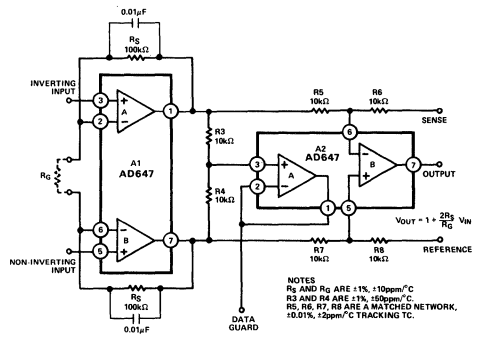 0.01µF
RS
100kΩ
INVERTING
INPUT
3
+
A
2
–
1
R5
10kΩ
R6
10kΩ
SENSE
R3
10kΩ
6
A1
AD647
A2
AD647
RG
3
+
A
2
–
–
B
+
7
OUTPUT
R4
10kΩ
1
5
VOUT = 1 + 2RS/RG VIN
6
–
B
5
+
7
NON-INVERTING
INPUT
R7
10kΩ
R8
10kΩ
REFERENCE
RS
100kΩ
0.01µF
DATA
GUARD
NOTES
RS AND RG ARE ±1%, ±10ppm/°C
R3 AND R4 ARE ±1%, ±50ppm/°C.
R5, R6, R7, R8 ARE A MATCHED NETWORK,
±0.01%, ±2ppm/°C TRACKING TC.